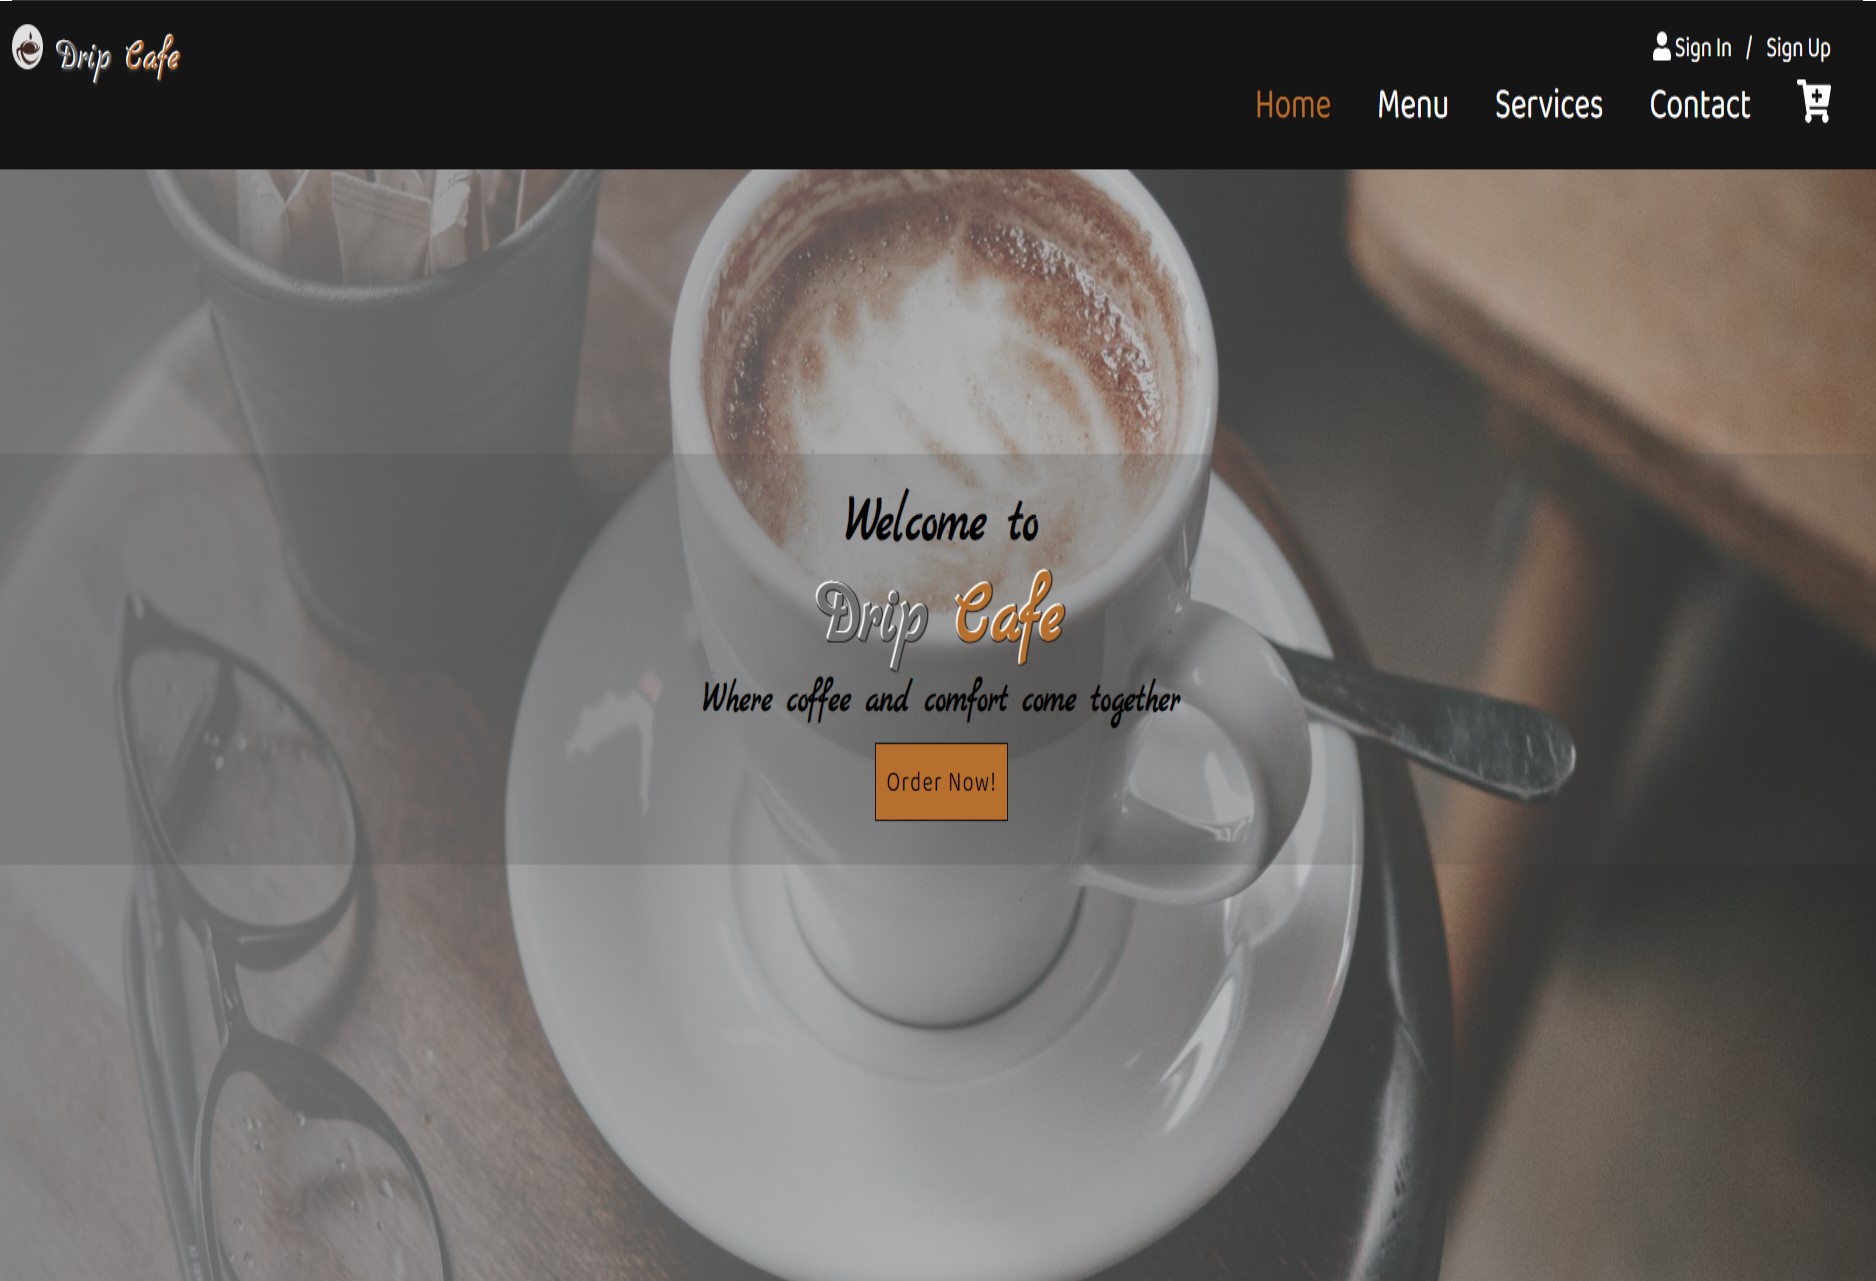 Drip Cafe
Sign In / Sign Up
Home Menu Services Contact
Welcome to
Drip Cafe
Where coffee and comfort come together
Order Now!